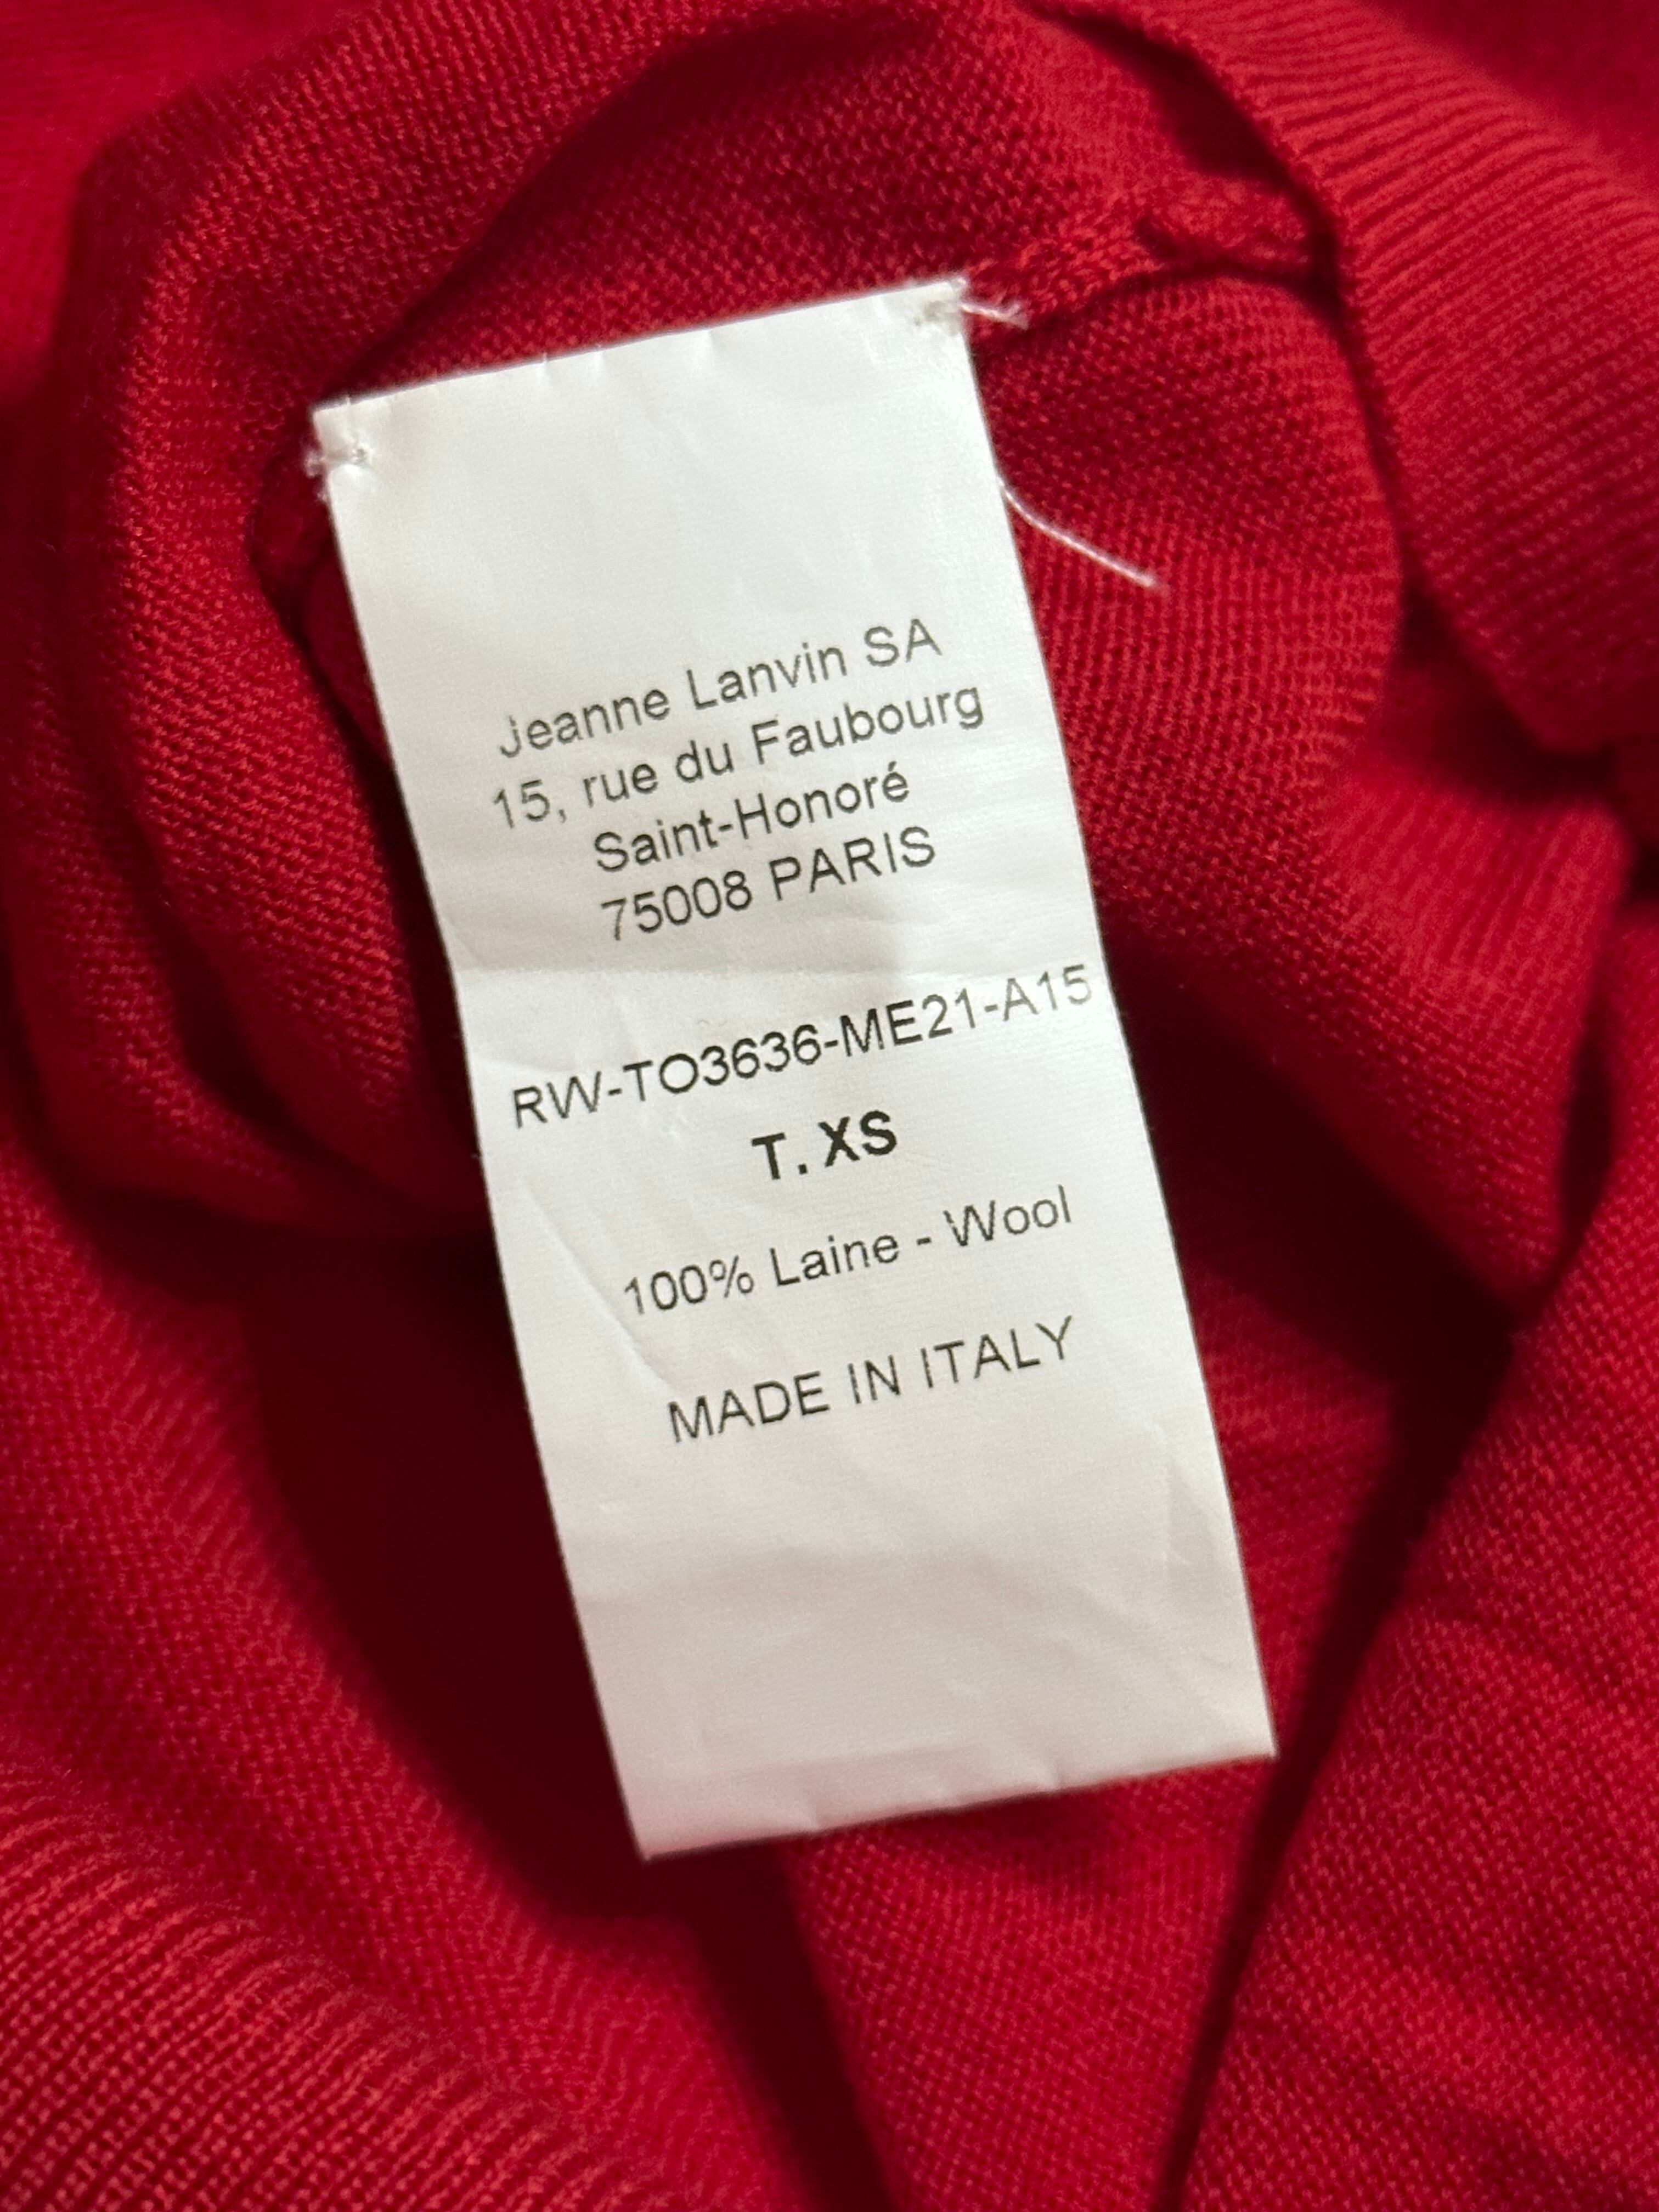 Jeanne Lanvin SA
15, rue du Faubourg
Saint-Honoré
75008 PARIS
RW-TO3636-ME21-A15
T. XS
100% Laine - Wool
MADE IN ITALY